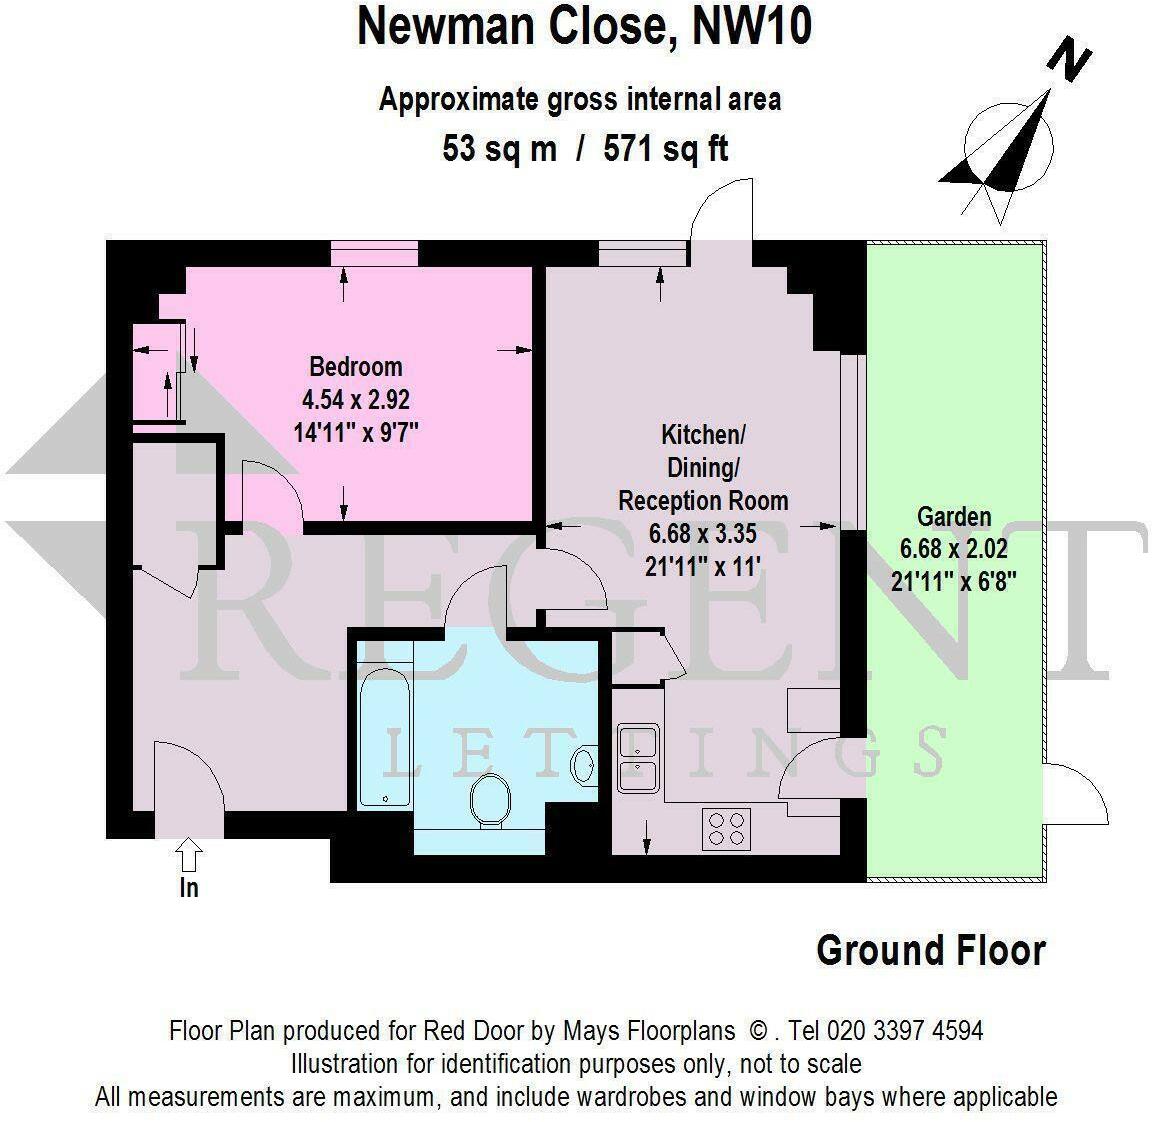 Newman Close, NW10
Approximate gross internal area
53 sq m / 571 sq ft
N
Bedroom
4.54 x 2.92
14'11" x 9'7"
Kitchen/
Dining/
Reception Room
6.68 x 3.35
21'11" x 11'
Garden
6.68 x 2.02
21'11" x 6'8"
REGENT
LETTINGS
In
Ground Floor
Floor Plan produced for Red Door by Mays Floorplans © . Tel 020 3397 4594
Illustration for identification purposes only, not to scale
All measurements are maximum, and include wardrobes and window bays where applicable